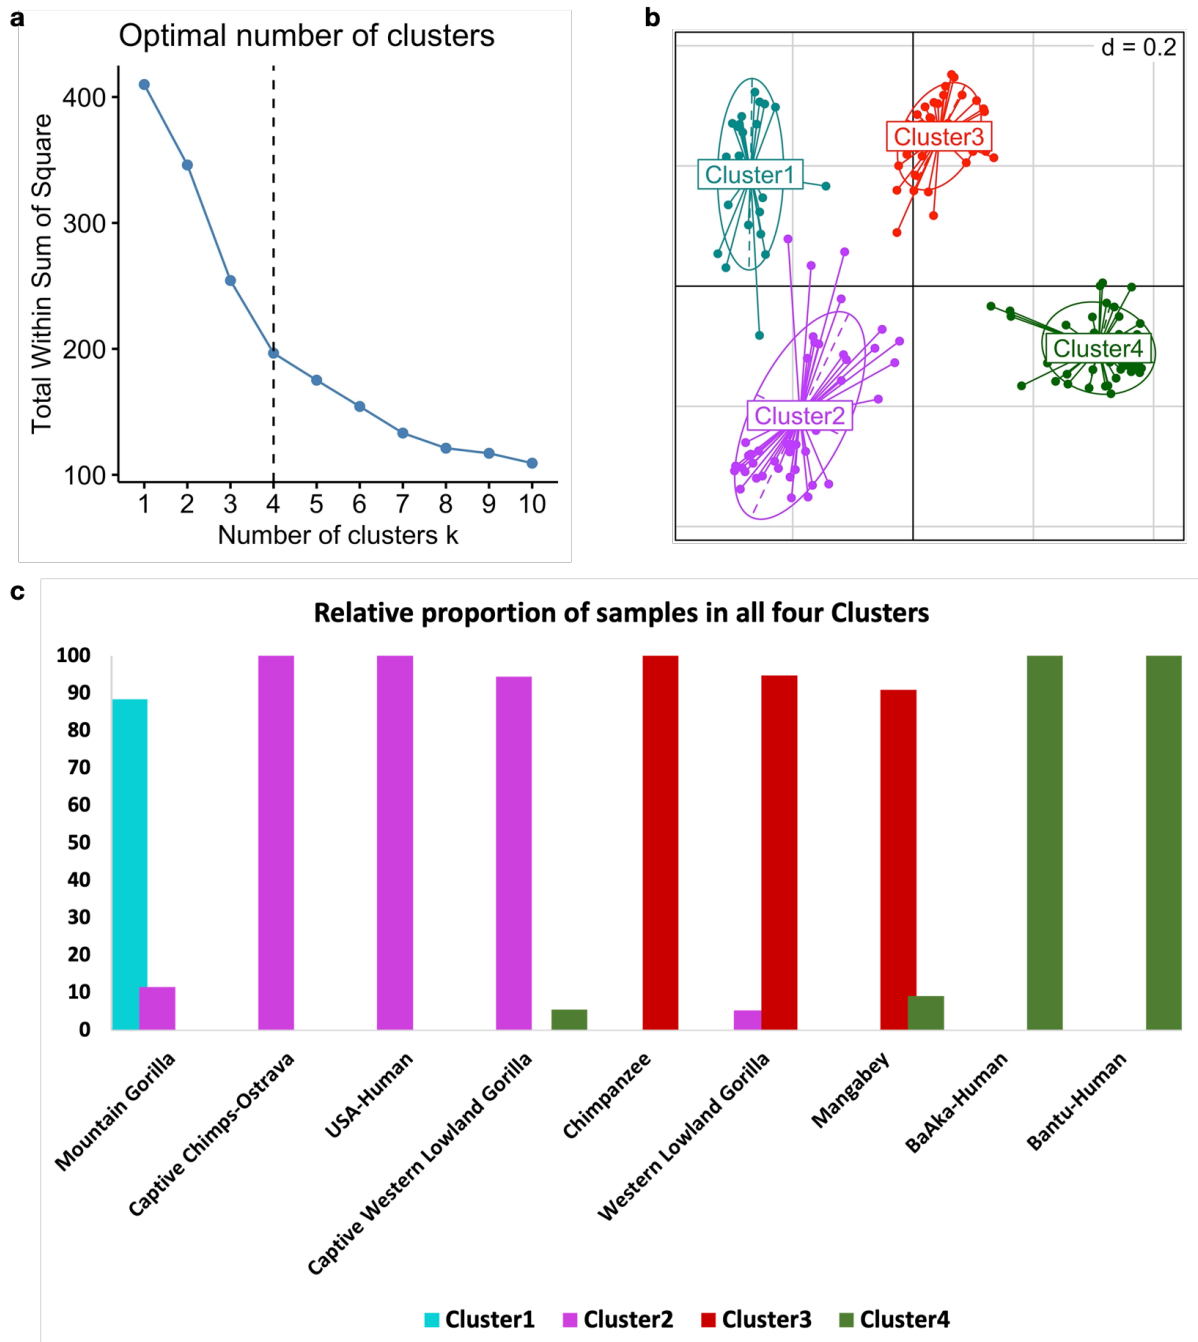 a
Optimal number of clusters
Total Within Sum of Square
400
300
200
100
1 2 3 4 5 6 7 8 9 10
Number of clusters k
b
d = 0.2
Cluster1
Cluster3
Cluster4
Cluster2
c
Relative proportion of samples in all four Clusters
100
90
80
70
60
50
40
30
20
10
0
Mountain Gorilla
Captive Chimps-Ostrava
USA-Human
Captive Western Lowland Gorilla
Chimpanzee
Western Lowland Gorilla
Mangabey
BaAka-Human
Bantu-Human
Cluster1 Cluster2 Cluster3 Cluster4